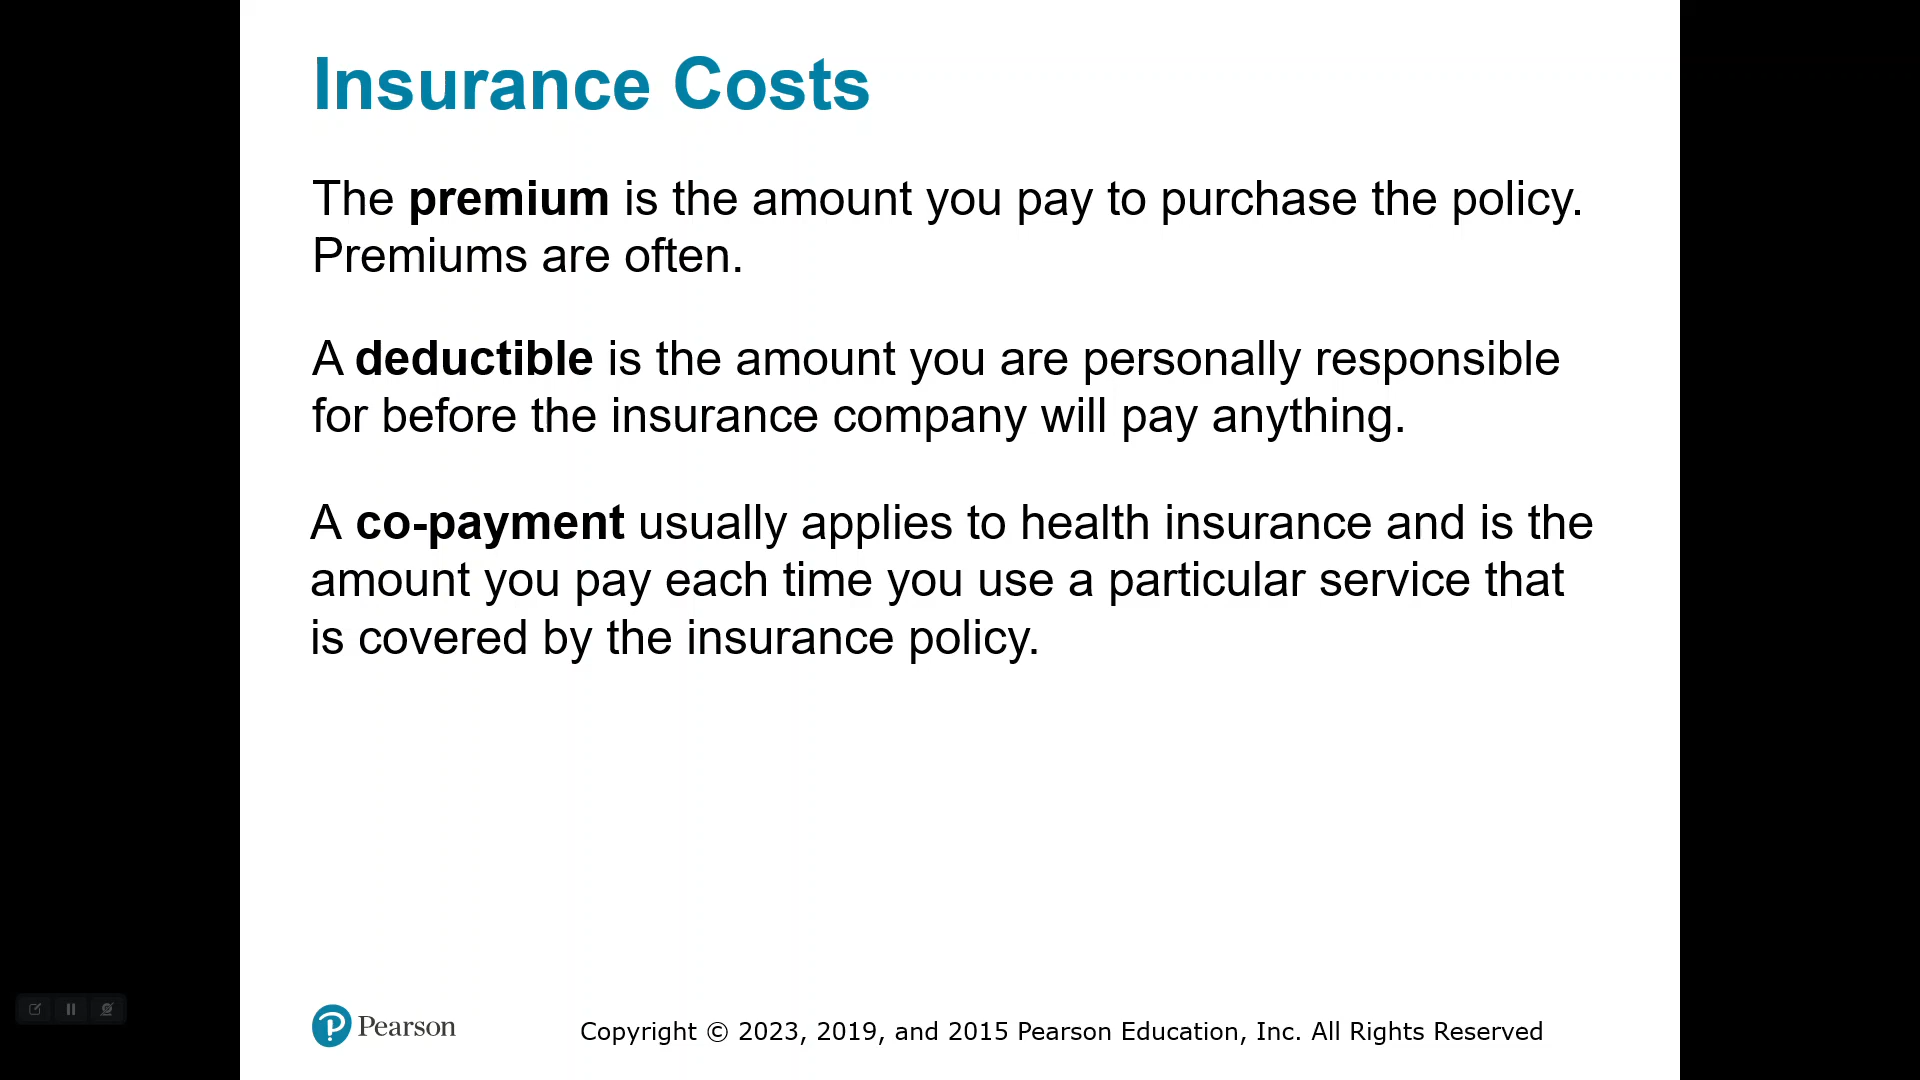 Insurance Costs
The premium is the amount you pay to purchase the policy.
Premiums are often.
A deductible is the amount you are personally responsible
for before the insurance company will pay anything.
A co-payment usually applies to health insurance and is the
amount you pay each time you use a particular service that
is covered by the insurance policy.
Pearson
Copyright © 2023, 2019, and 2015 Pearson Education, Inc. All Rights Reserved